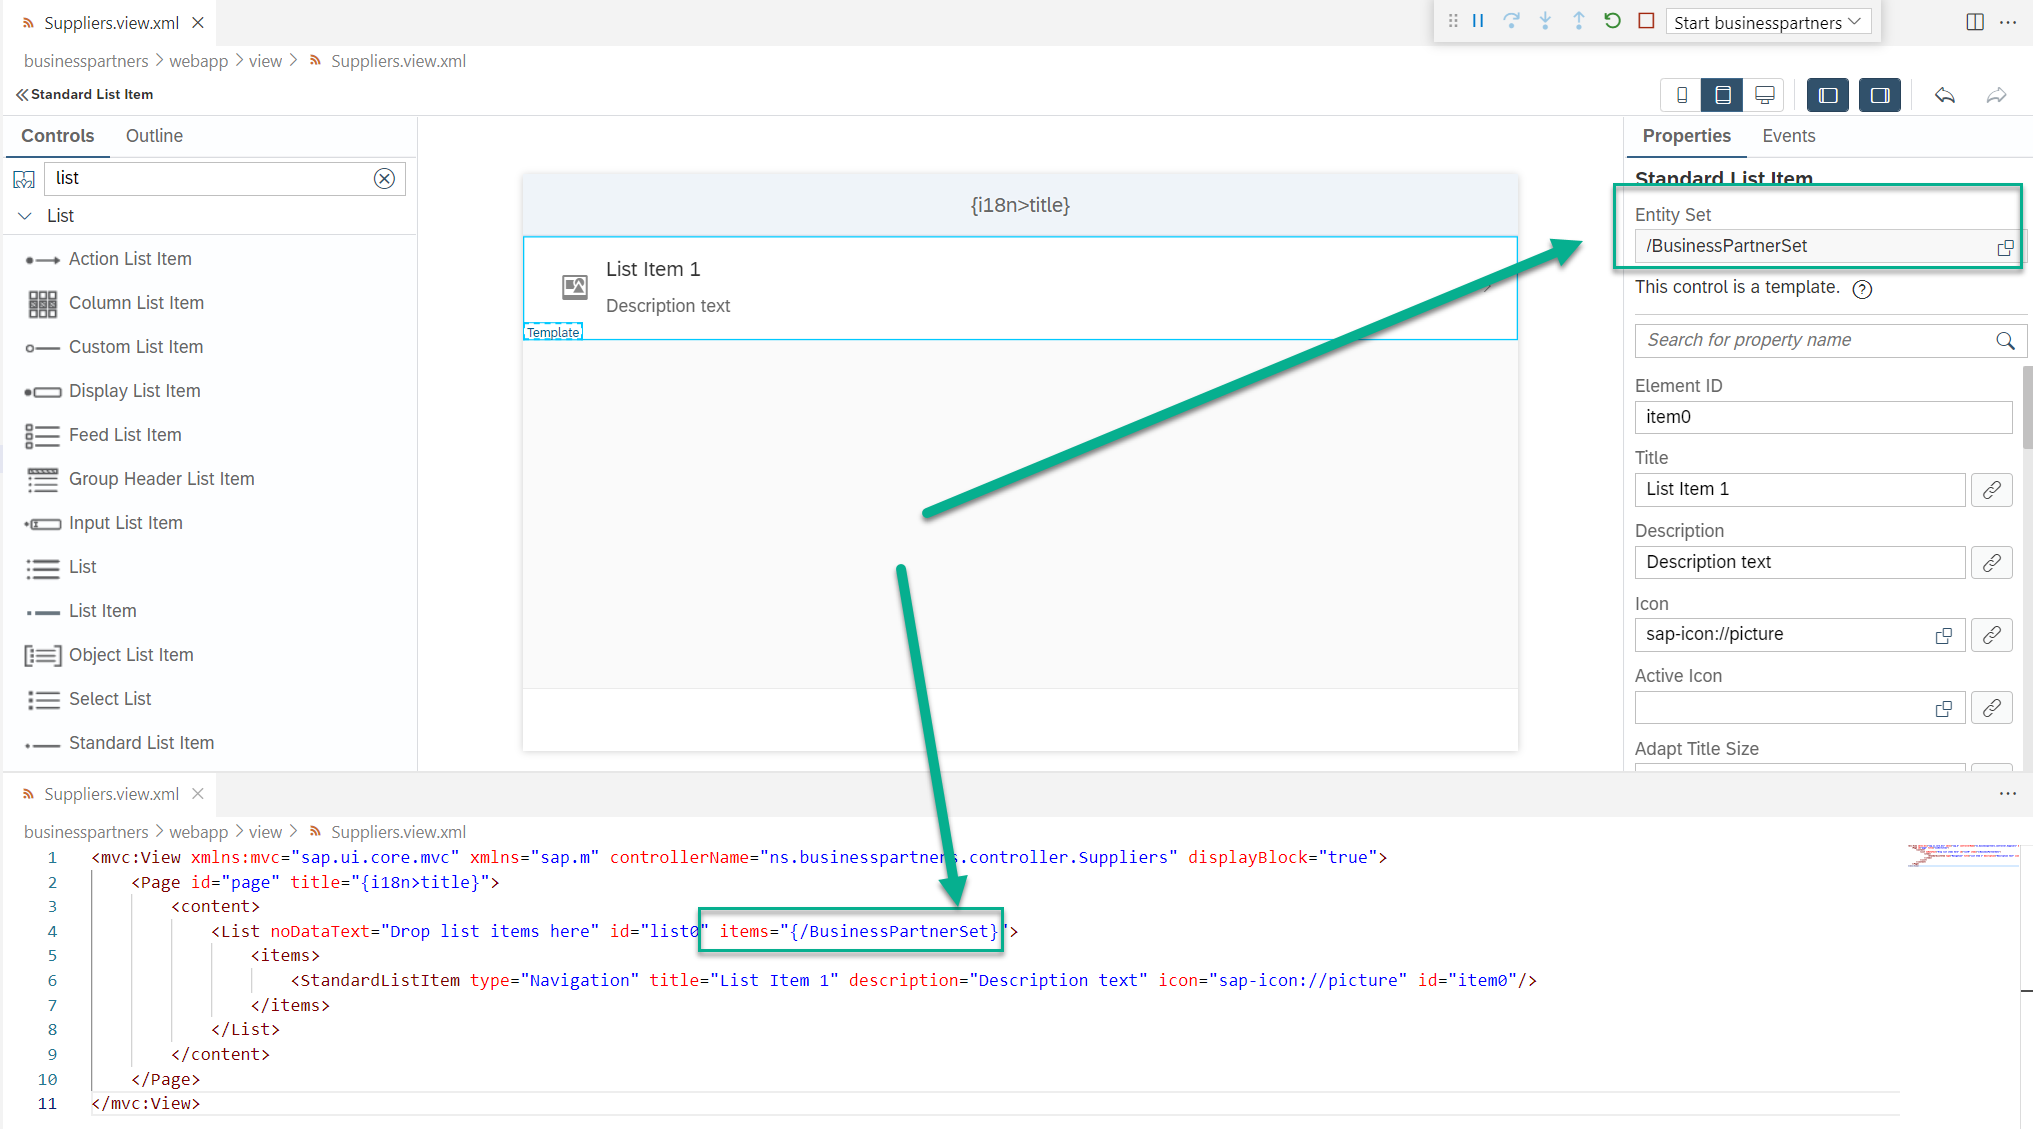 Suppliers.view.xml
Start businesspartners
businesspartners > webapp > view > Suppliers.view.xml
Standard List Item
Controls
Outline
list
List
Action List Item
Column List Item
Custom List Item
Display List Item
Feed List Item
Group Header List Item
Input List Item
List
List Item
Object List Item
Select List
Standard List Item
{i18n>title}
List Item 1
Description text
Template
Properties
Events
Standard List Item
Entity Set
/BusinessPartnerSet
This control is a template.
Search for property name
Element ID
item0
Title
List Item 1
Description
Description text
Icon
sap-icon://picture
Active Icon
Adapt Title Size
Suppliers.view.xml
businesspartners > webapp > view > Suppliers.view.xml
1 <mvc:View xmlns:mvc="sap.ui.core.mvc" xmlns="sap.m" controllerName="ns.businesspartners.controller.Suppliers" displayBlock="true">
2 <Page id="page" title="{i18n>title}">
3 <content>
4 <List noDataText="Drop list items here" id="list0" items="{/BusinessPartnerSet}">
5 <items>
6 <StandardListItem type="Navigation" title="List Item 1" description="Description text" icon="sap-icon://picture" id="item0"/>
7 </items>
8 </List>
9 </content>
10 </Page>
11 </mvc:View>